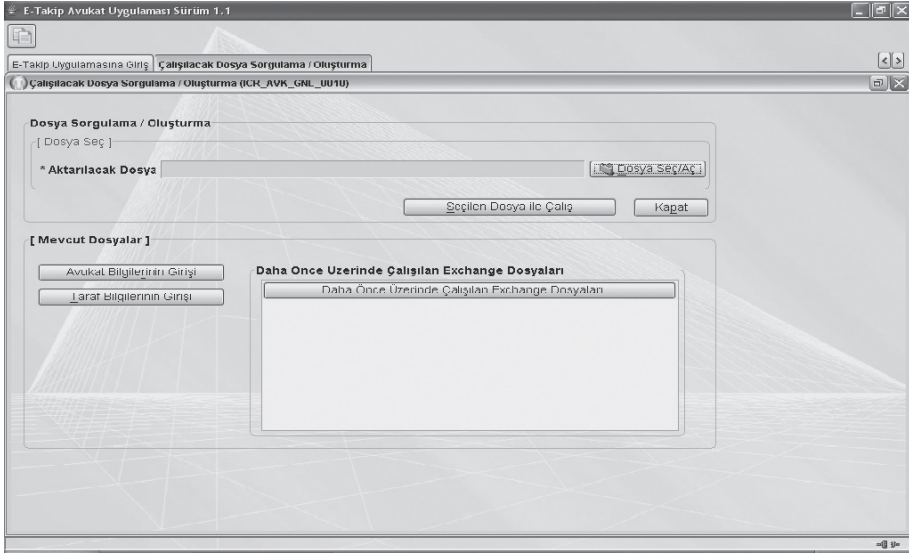 E-Takip Avukat Uygulaması Sürüm 1.1
E-Takip Uygulamasına Giriş
Çalışılacak Dosya Sorgulama / Oluşturma
Çalışılacak Dosya Sorgulama / Oluşturma (ICR_AVK_GNL_0010)
Dosya Sorgulama / Oluşturma
[ Dosya Seç ]
* Aktarılacak Dosya
Dosya Seç/Aç
Seçilen Dosya ile Çalış
Kapat
[ Mevcut Dosyalar ]
Avukat Bilgilerinin Girişi
Taraf Bilgilerinin Girişi
Daha Önce Üzerinde Çalışılan Exchange Dosyaları
Daha Önce Üzerinde Çalışılan Exchange Dosyaları